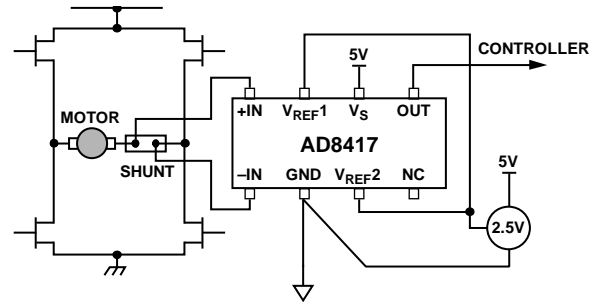 5V
CONTROLLER
+IN
VREF1
VS
OUT
MOTOR
AD8417
SHUNT
–IN
GND
VREF2
NC
5V
2.5V